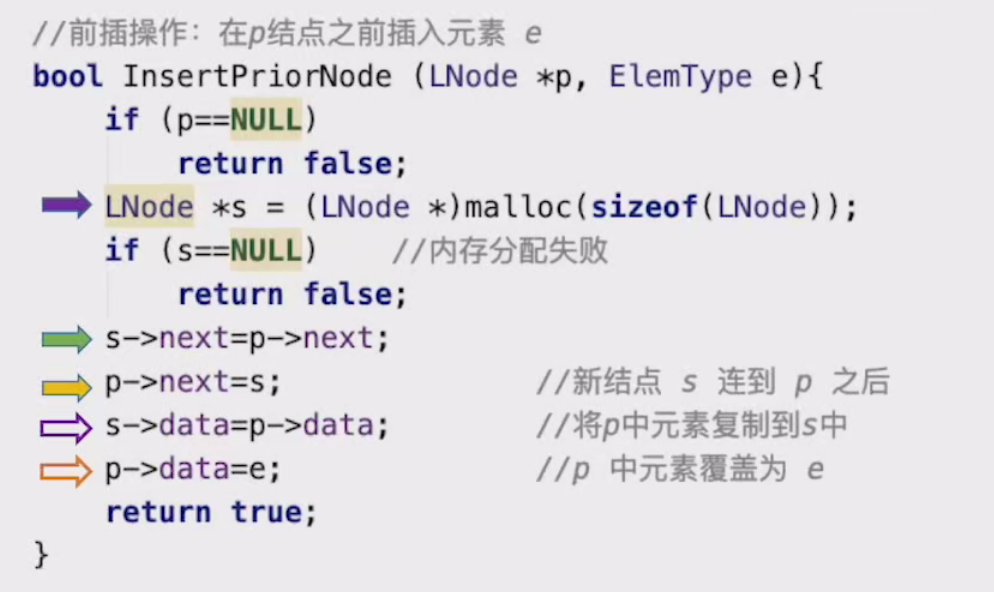 //前插操作：在p结点之前插入元素 e
bool InsertPriorNode (LNode *p, ElemType e){
if (p==NULL)
return false;
LNode *s = (LNode *)malloc(sizeof(LNode));
if (s==NULL) //内存分配失败
return false;
s->next=p->next;
p->next=s; //新结点 s 连到 p 之后
s->data=p->data; //将p中元素复制到s中
p->data=e; //p 中元素覆盖为 e
return true;
}